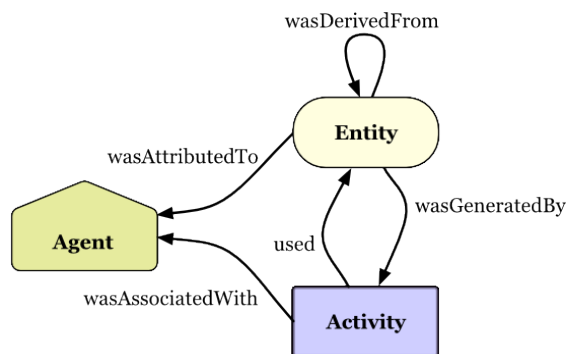 wasDerivedFrom
Entity
wasAttributedTo
wasGeneratedBy
Agent
used
wasAssociatedWith
Activity